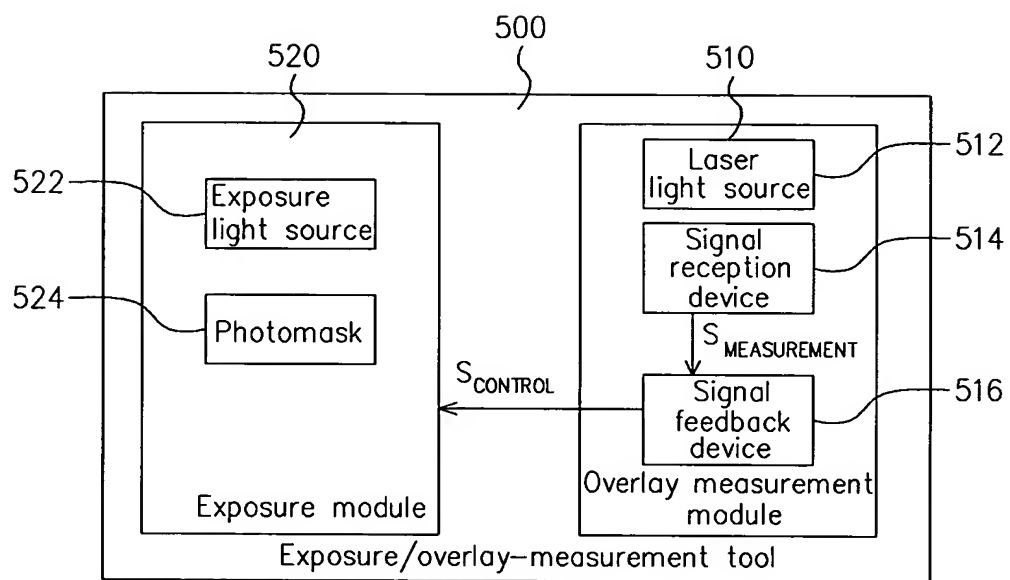 520
500
510
522
Exposure
light source
524
Photomask
Laser
light source
512
Signal
reception
device
514
S MEASUREMENT
S CONTROL
Signal
feedback
device
516
Exposure module
Overlay measurement
module
Exposure/overlay-measurement tool